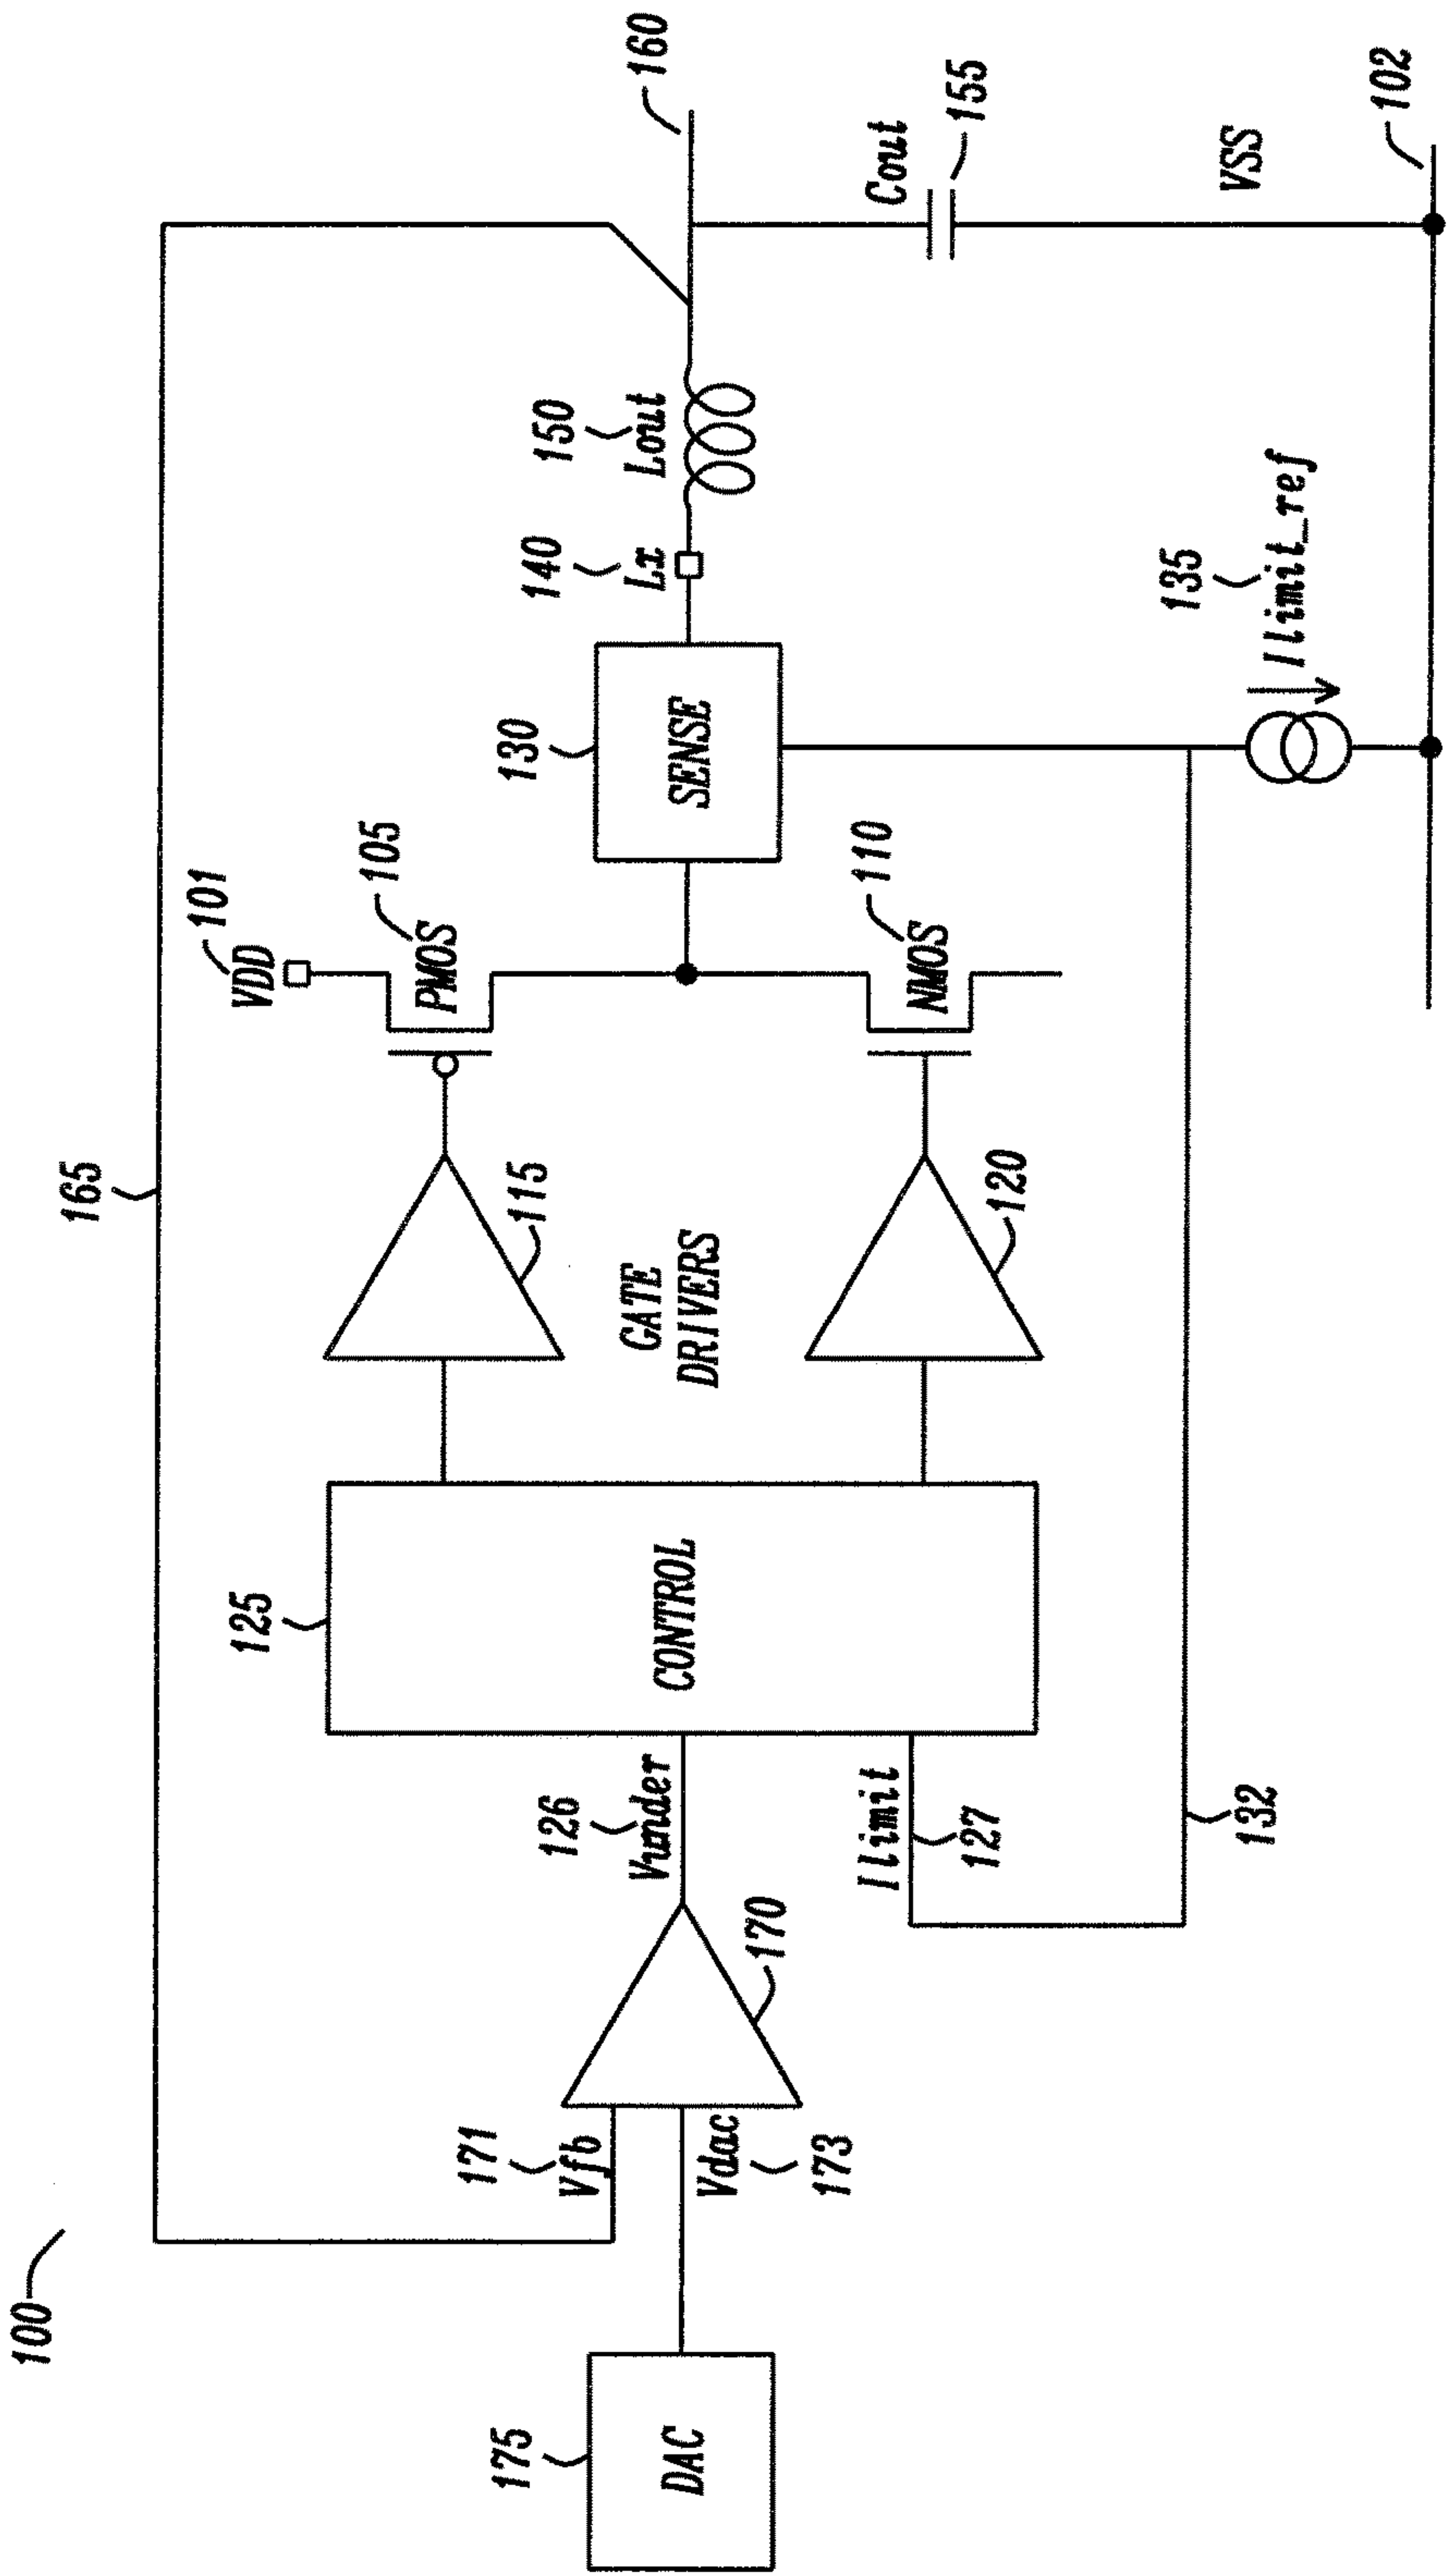 100
165
101
VDD
105
PMOS
115
GATE
DRIVERS
110
NMOS
120
125
CONTROL
126
Vunder
Ilimit
127
132
130
SENSE
140
Lx
150
Lout
160
Cout
155
VSS
102
135
Ilimit_ref
170
171
Vfb
Vdac
173
175
DAC